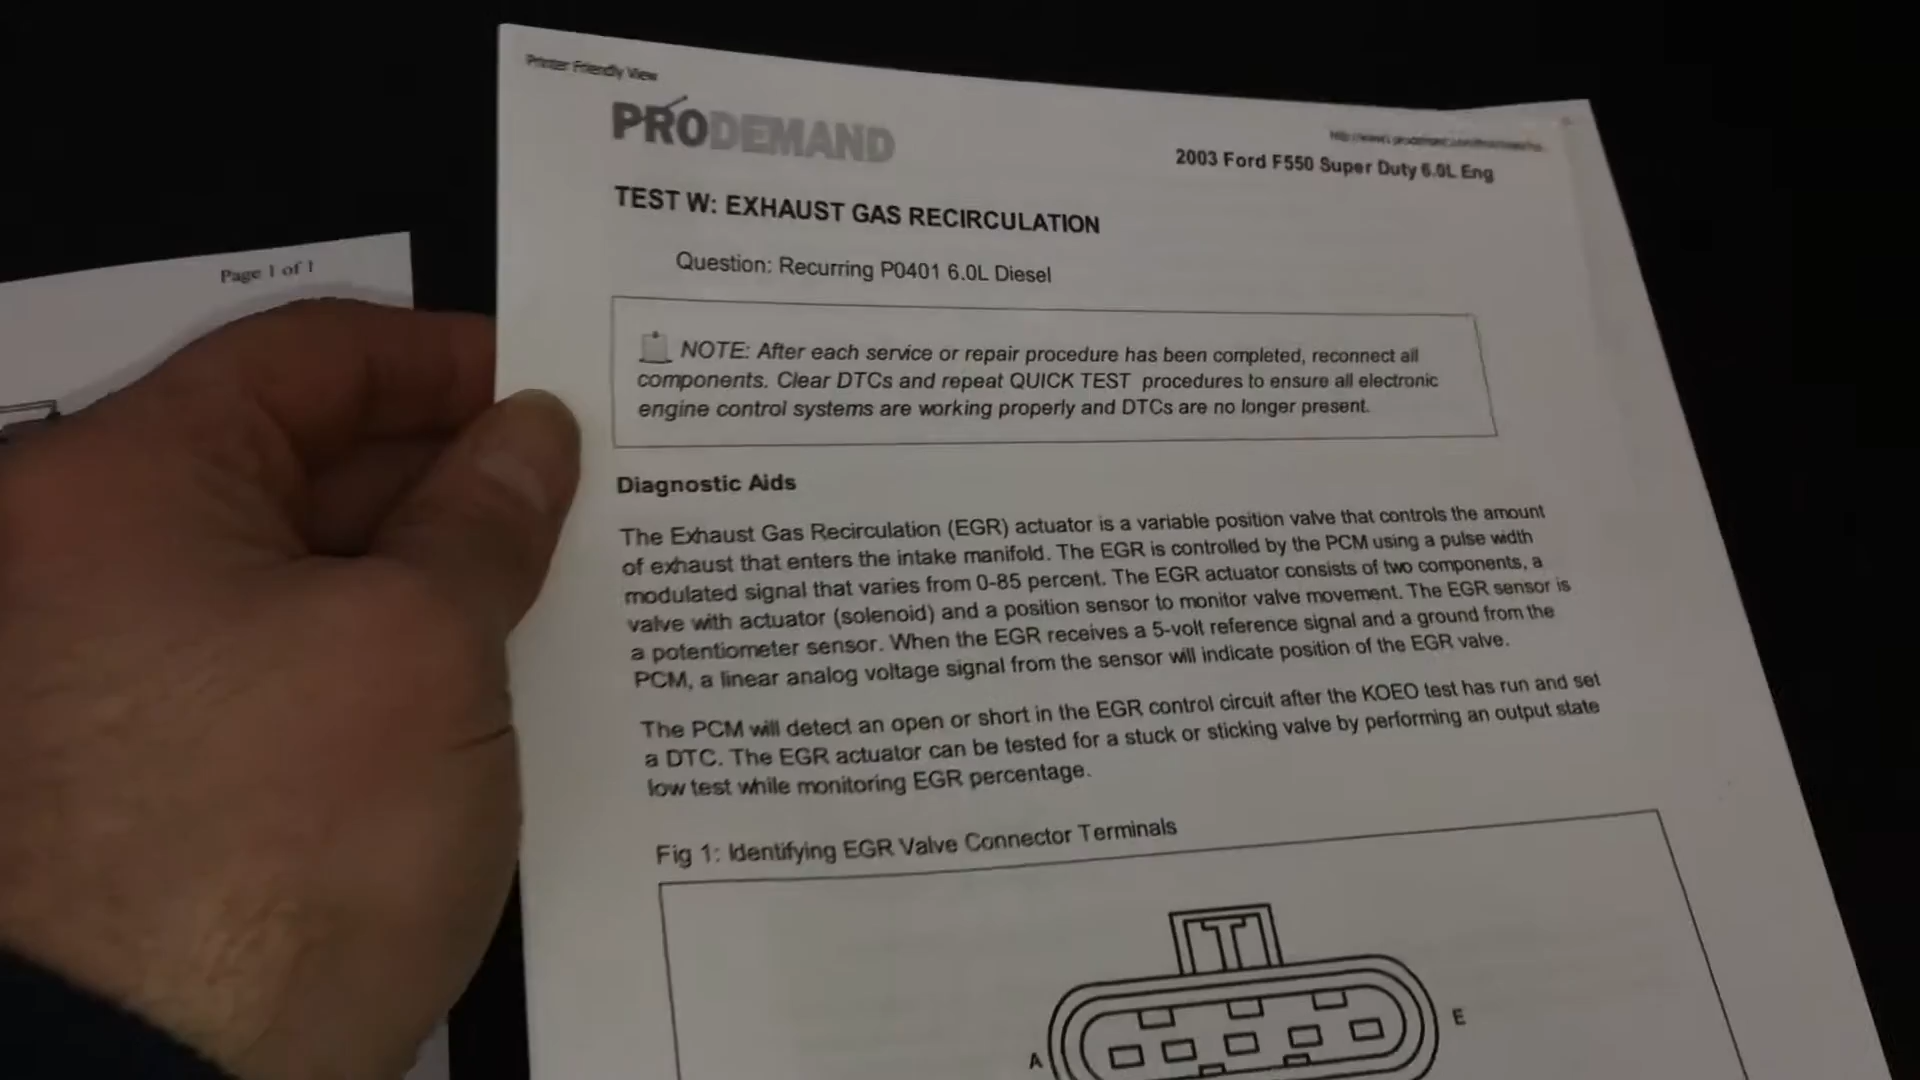 Printer Friendly View
PRODEMAND
2003 Ford F550 Super Duty 6.0L Eng
TEST W: EXHAUST GAS RECIRCULATION
Question: Recurring P0401 6.0L Diesel
Page 1 of 1
NOTE: After each service or repair procedure has been completed, reconnect all
components. Clear DTCs and repeat QUICK TEST procedures to ensure all electronic
engine control systems are working properly and DTCs are no longer present.
Diagnostic Aids
The Exhaust Gas Recirculation (EGR) actuator is a variable position valve that controls the amount
of exhaust that enters the intake manifold. The EGR is controlled by the PCM using a pulse width
modulated signal that varies from 0-85 percent. The EGR actuator consists of two components, a
valve with actuator (solenoid) and a position sensor to monitor valve movement. The EGR sensor is
a potentiometer sensor. When the EGR receives a 5-volt reference signal and a ground from the
PCM, a linear analog voltage signal from the sensor will indicate position of the EGR valve.
The PCM will detect an open or short in the EGR control circuit after the KOEO test has run and set
a DTC. The EGR actuator can be tested for a stuck or sticking valve by performing an output state
low test while monitoring EGR percentage.
Fig 1: Identifying EGR Valve Connector Terminals
A
E